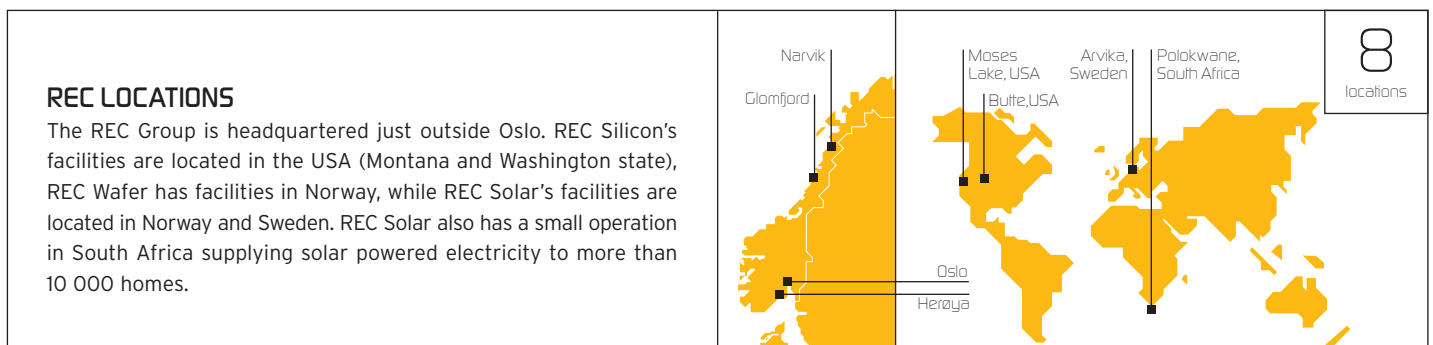 REC LOCATIONS
The REC Group is headquartered just outside Oslo. REC Silicon’s
facilities are located in the USA (Montana and Washington state),
REC Wafer has facilities in Norway, while REC Solar’s facilities are
located in Norway and Sweden. REC Solar also has a small operation
in South Africa supplying solar powered electricity to more than
10 000 homes.
Narvik
Glomfjord
Oslo
Herøya
Moses
Lake, USA
Butte,USA
Arvika,
Sweden
Polokwane,
South Africa
8
locations